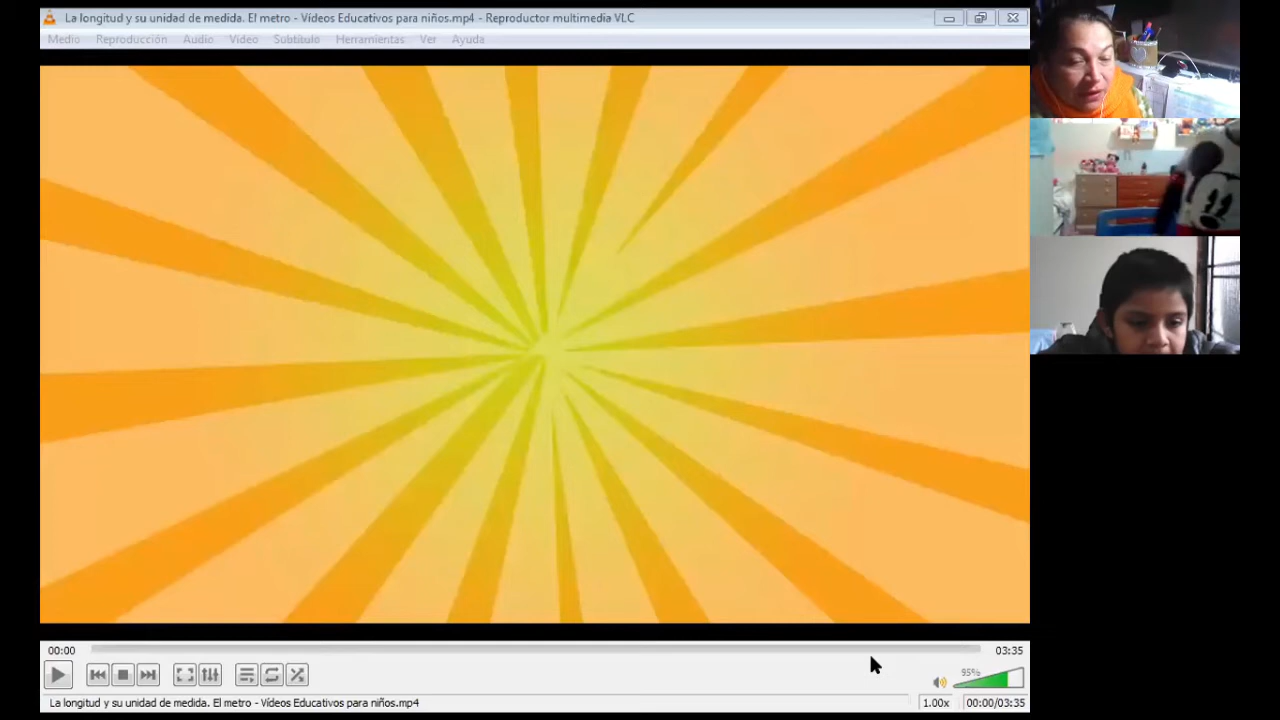 La longitud y su unidad de medida. El metro - Vídeos Educativos para niños.mp4 - Reproductor multimedia VLC
Medio Reproducción Audio Video Subtítulo Herramientas Ver Ayuda
00:00 03:35
95%
La longitud y su unidad de medida. El metro - Vídeos Educativos para niños.mp4 1.00x 00:00/03:35